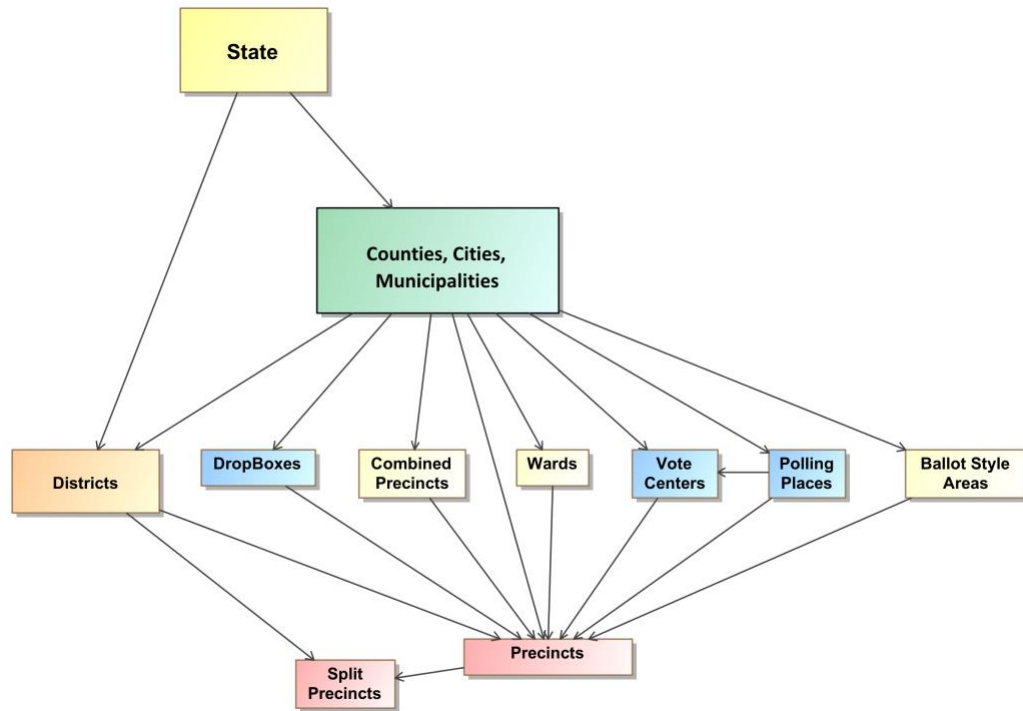 State
Counties, Cities,
Municipalities
Districts
DropBoxes
Combined
Precincts
Wards
Vote
Centers
Polling
Places
Ballot Style
Areas
Precincts
Split
Precincts